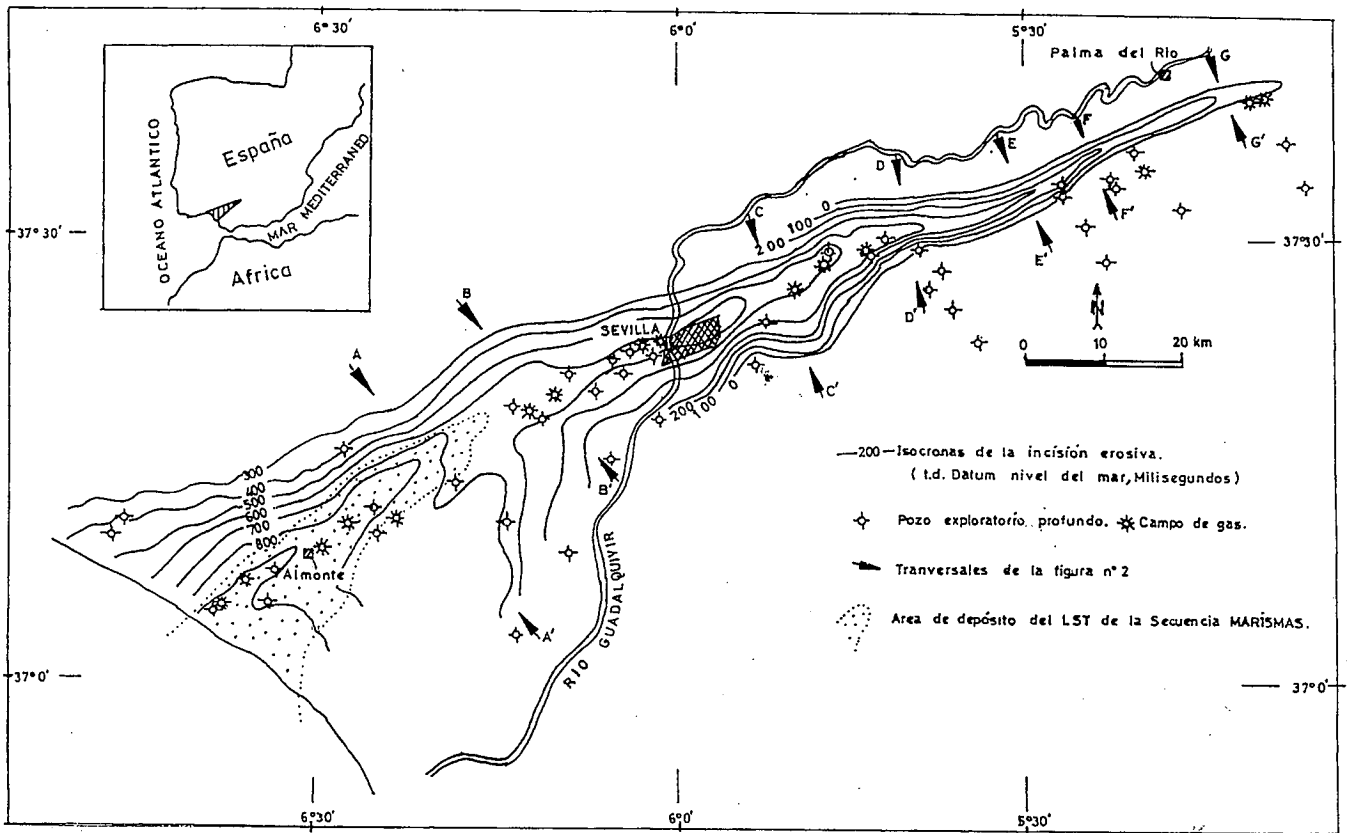 6°30'
6°0'
5°30'
OCEANO ATLANTICO
España
MAR MEDITERRANEO
Africa
Palma del Rio
G
F
E
D
C
G'
F'
E'
D'
C'
37°30'
37°30'
200 100 0
B
A
SEVILLA
200 100 0
N
0 10 20 km
300
400
500
600
700
800
Almonte
B'
A'
RIO GUADALQUIVIR
—200—Isocronas de la incisión erosiva.
( t.d. Datum nivel del mar, Milisegundos)
Pozo exploratorio profundo. Campo de gas.
Tranversales de la figura n° 2
Area de depósito del LST de la Secuencia MARISMAS.
37°0'
37°0'
6°30'
6°0'
5°30'